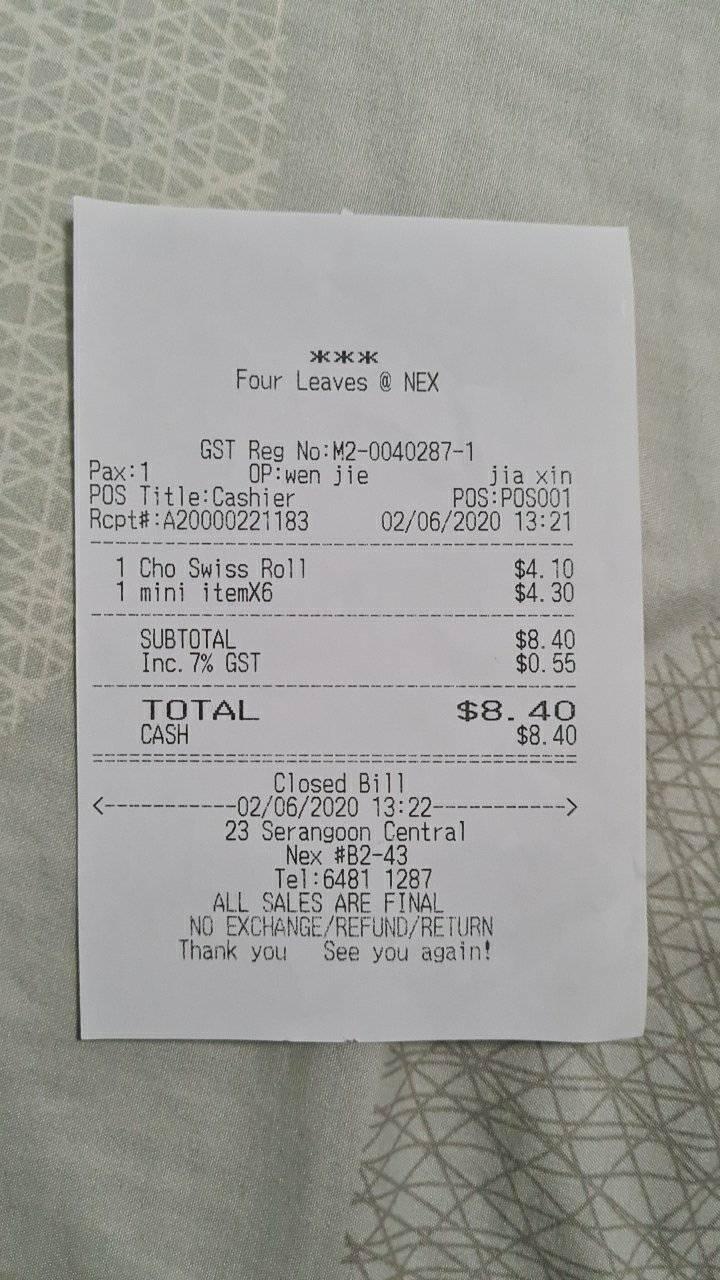 ***
Four Leaves @ NEX
GST Reg No:M2-0040287-1
Pax:1 OP:wen jie jia xin
POS Title:Cashier POS:POS001
Rcpt#:A20000221183 02/06/2020 13:21
1 Cho Swiss Roll $4.10
1 mini itemX6 $4.30
SUBTOTAL $8.40
Inc.7% GST $0.55
TOTAL $8.40
CASH $8.40
Closed Bill
<-----------02/06/2020 13:22----------->
23 Serangoon Central
Nex #B2-43
Tel:6481 1287
ALL SALES ARE FINAL
NO EXCHANGE/REFUND/RETURN
Thank you See you again!